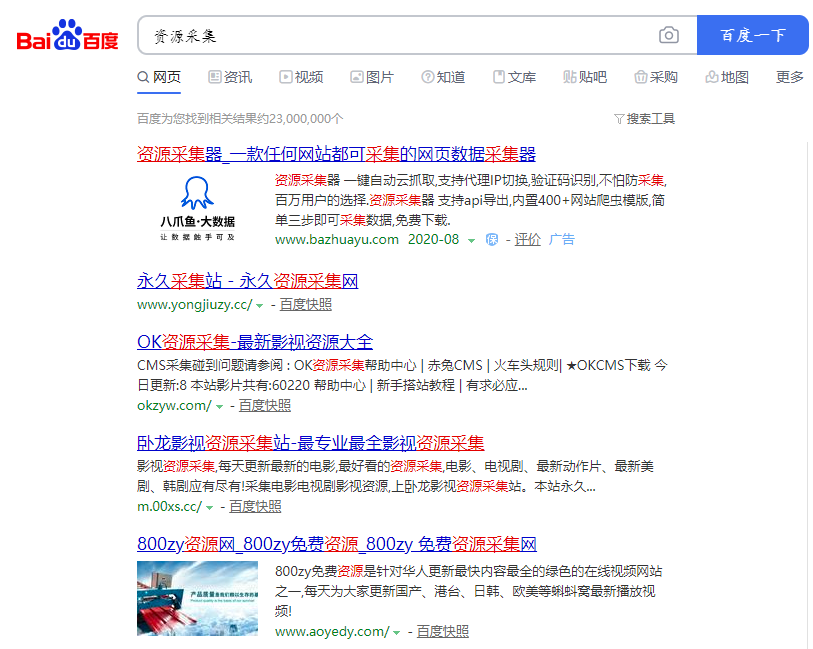 Bai du 百度
资源采集
百度一下
网页 资讯 视频 图片 知道 文库 贴吧 采购 地图 更多
百度为您找到相关结果约23,000,000个
搜索工具
资源采集器_一款任何网站都可采集的网页数据采集器
八爪鱼·大数据
让数据触手可及
资源采集器 一键自动云抓取,支持代理IP切换,验证码识别,不怕防采集,
百万用户的选择.资源采集器 支持api导出,内置400+网站爬虫模版,简
单三步即可采集数据,免费下载.
www.bazhuayu.com 2020-08 保 - 评价 广告
永久采集站 - 永久资源采集网
www.yongjiuzy.cc/ - 百度快照
OK资源采集-最新影视资源大全
CMS采集碰到问题请参阅 : OK资源采集帮助中心 | 赤兔CMS | 火车头规则| ★OKCMS下载 今
日更新:8 本站影片共有:60220 帮助中心 | 新手搭站教程 | 有求必应...
okzyw.com/ - 百度快照
卧龙影视资源采集站-最专业最全影视资源采集
影视资源采集,每天更新最新的电影,最好看的资源采集,电影、电视剧、最新动作片、最新美
剧、韩剧应有尽有!采集电影电视剧影视资源,上卧龙影视资源采集站。本站永久...
m.00xs.cc/ - 百度快照
800zy资源网_800zy免费资源_800zy 免费资源采集网
800zy免费资源是针对华人更新最快内容最全的绿色的在线视频网站
之一,每天为大家更新国产、港台、日韩、欧美等蝌蚪窝最新播放视
频!
www.aoyedy.com/ - 百度快照